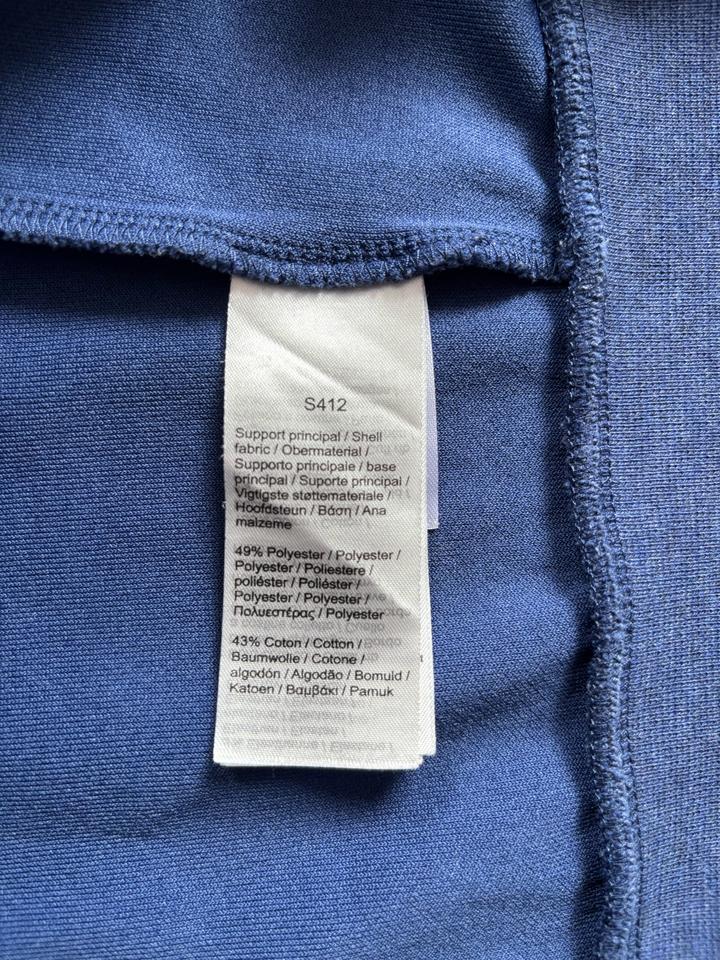 S412
Support principal / Shell
fabric / Obermaterial /
Supporto principale / base
principal / Suporte principal /
Vigtigste støttemateriale /
Hoofdsteun / Βάση / Ana
malzeme
49% Polyester / Polyester /
Polyester / Poliestere /
poliéster / Poliéster /
Polyester / Polyester /
Πολυεστέρας / Polyester
43% Coton / Cotton /
Baumwolle / Cotone /
algodón / Algodão / Bomuld /
Katoen / Βαμβάκι / Pamuk